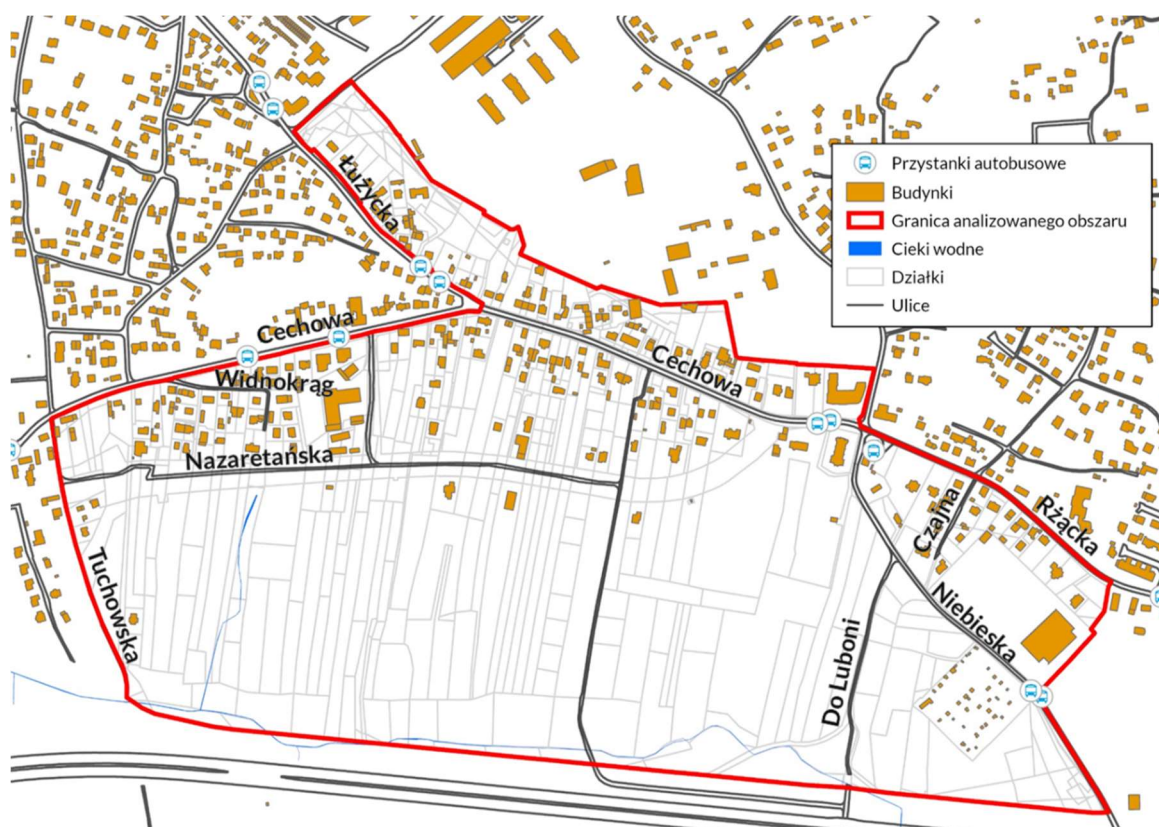 Przystanki autobusowe
Budynki
Granica analizowanego obszaru
Cieki wodne
Działki
Ulice
Łużycka
Cechowa
Widnokrąg
Cechowa
Nazaretańska
Czajna
Rżącka
Tuchowska
Niebieska
Do Luboni